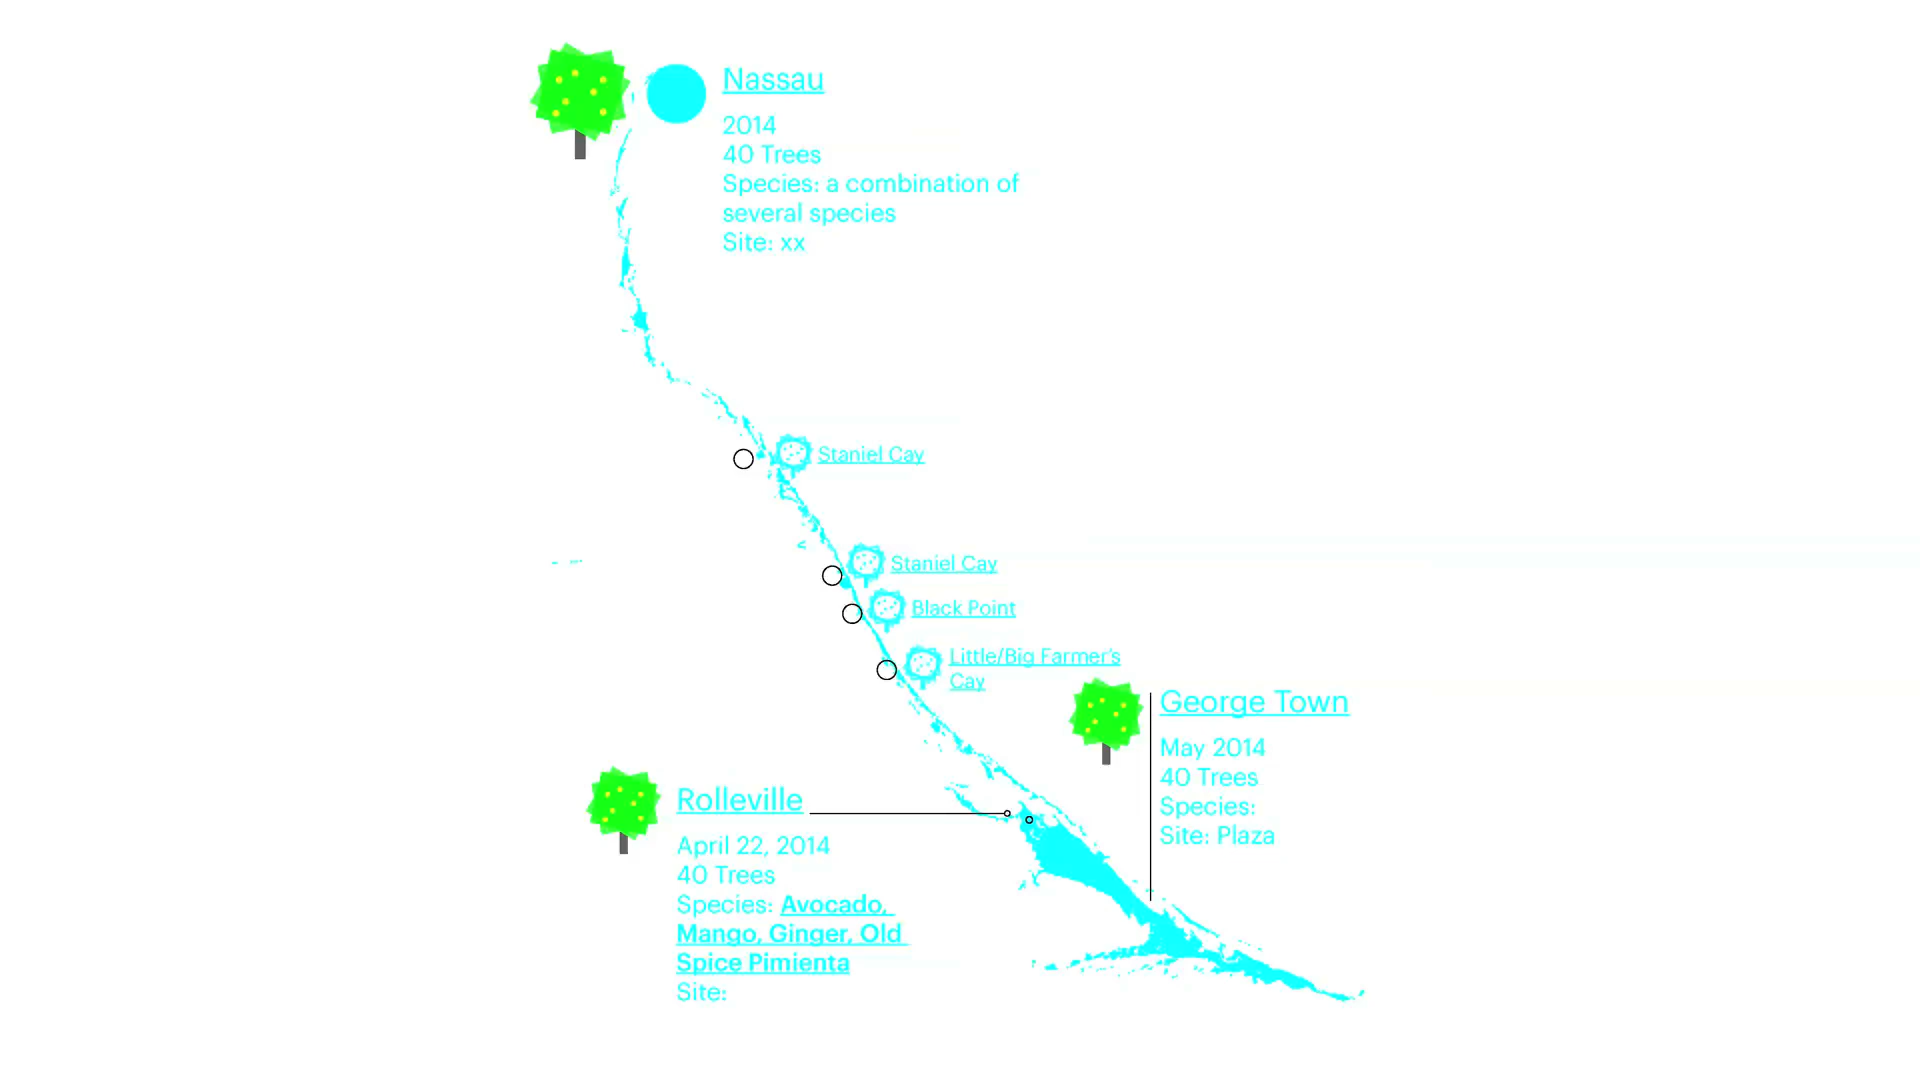 Nassau
2014
40 Trees
Species: a combination of
several species
Site: xx
Staniel Cay
Staniel Cay
Black Point
Little/Big Farmer's
Cay
George Town
May 2014
40 Trees
Species:
Site: Plaza
Rolleville
April 22, 2014
40 Trees
Species: Avocado,
Mango, Ginger, Old
Spice Pimienta
Site: